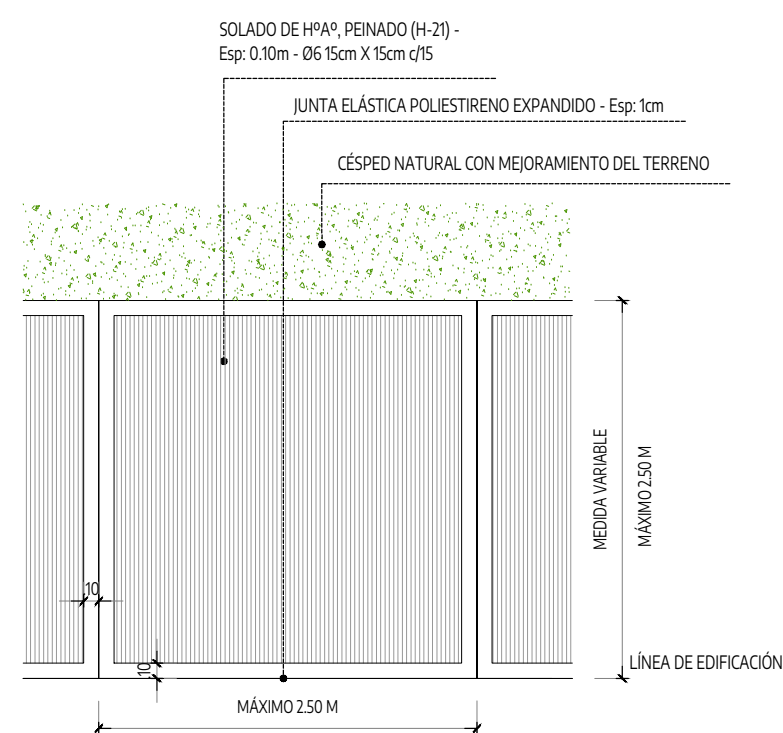 SOLADO DE HºAº, PEINADO (H-21) -
Esp: 0.10m - Ø6 15cm X 15cm c/15
JUNTA ELÁSTICA POLIESTIRENO EXPANDIDO - Esp: 1cm
CÉSPED NATURAL CON MEJORAMIENTO DEL TERRENO
MEDIDA VARIABLE
MÁXIMO 2.50 M
10
10
LÍNEA DE EDIFICACIÓN
MÁXIMO 2.50 M